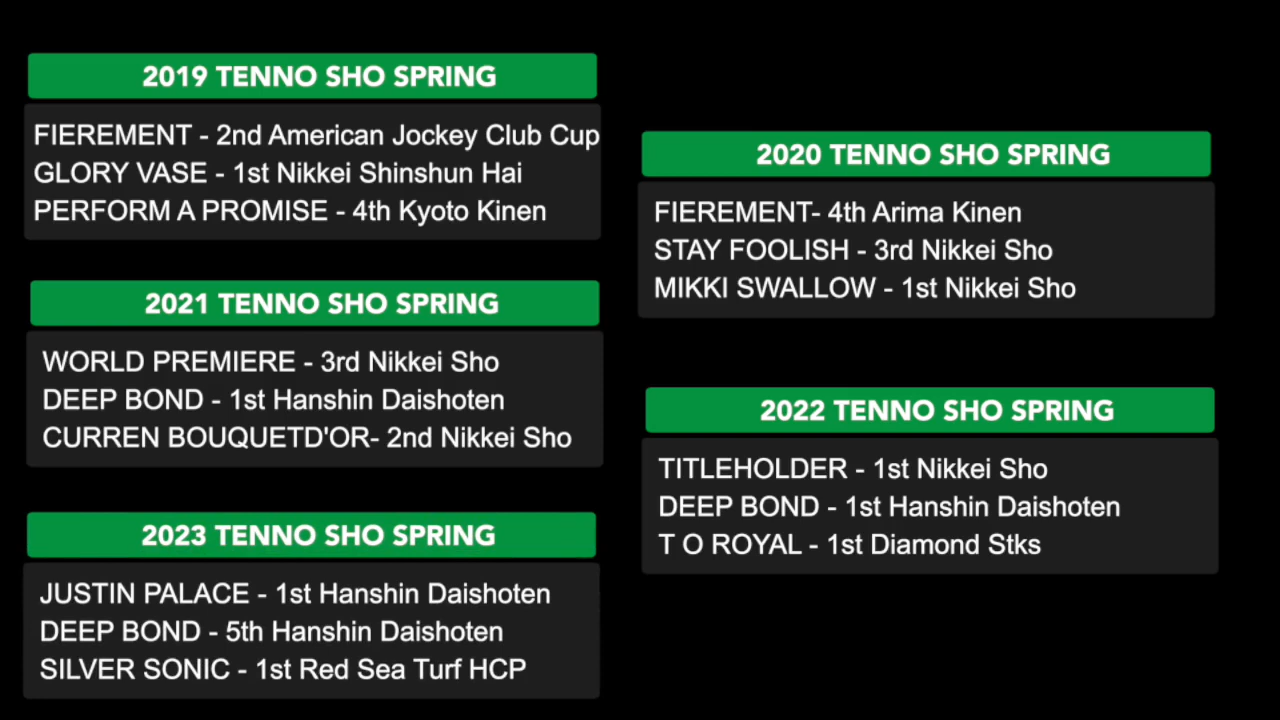 2019 TENNO SHO SPRING
FIEREMENT - 2nd American Jockey Club Cup
GLORY VASE - 1st Nikkei Shinshun Hai
PERFORM A PROMISE - 4th Kyoto Kinen
2020 TENNO SHO SPRING
FIEREMENT- 4th Arima Kinen
STAY FOOLISH - 3rd Nikkei Sho
MIKKI SWALLOW - 1st Nikkei Sho
2021 TENNO SHO SPRING
WORLD PREMIERE - 3rd Nikkei Sho
DEEP BOND - 1st Hanshin Daishoten
CURREN BOUQUETD'OR- 2nd Nikkei Sho
2022 TENNO SHO SPRING
TITLEHOLDER - 1st Nikkei Sho
DEEP BOND - 1st Hanshin Daishoten
T O ROYAL - 1st Diamond Stks
2023 TENNO SHO SPRING
JUSTIN PALACE - 1st Hanshin Daishoten
DEEP BOND - 5th Hanshin Daishoten
SILVER SONIC - 1st Red Sea Turf HCP